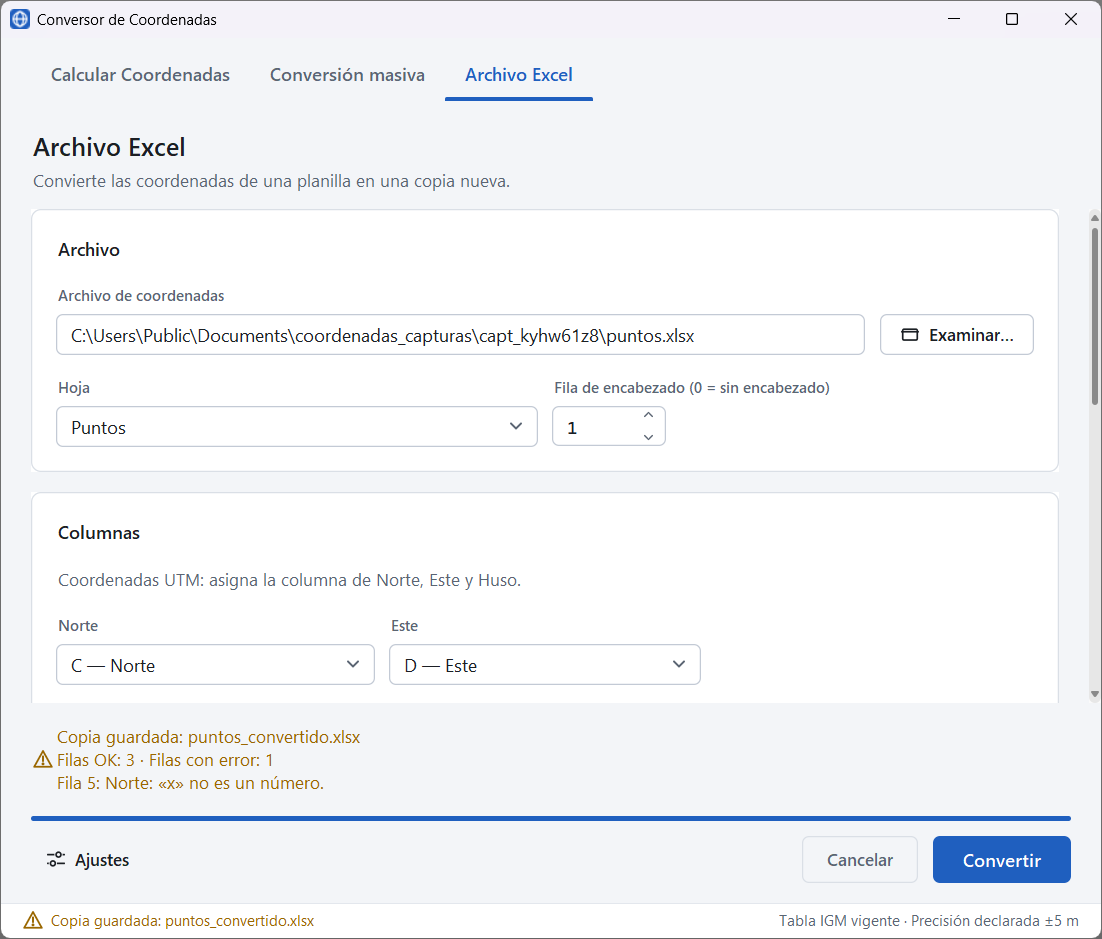 Conversor de Coordenadas
Calcular Coordenadas
Conversión masiva
Archivo Excel
Archivo Excel
Convierte las coordenadas de una planilla en una copia nueva.
Archivo
Archivo de coordenadas
C:\Users\Public\Documents\coordenadas_capturas\capt_kyhw61z8\puntos.xlsx
Examinar...
Hoja
Fila de encabezado (0 = sin encabezado)
Puntos
1
Columnas
Coordenadas UTM: asigna la columna de Norte, Este y Huso.
Norte
Este
C — Norte
D — Este
Copia guardada: puntos_convertido.xlsx
Filas OK: 3 · Filas con error: 1
Fila 5: Norte: «x» no es un número.
Ajustes
Cancelar
Convertir
Copia guardada: puntos_convertido.xlsx
Tabla IGM vigente · Precisión declarada ±5 m